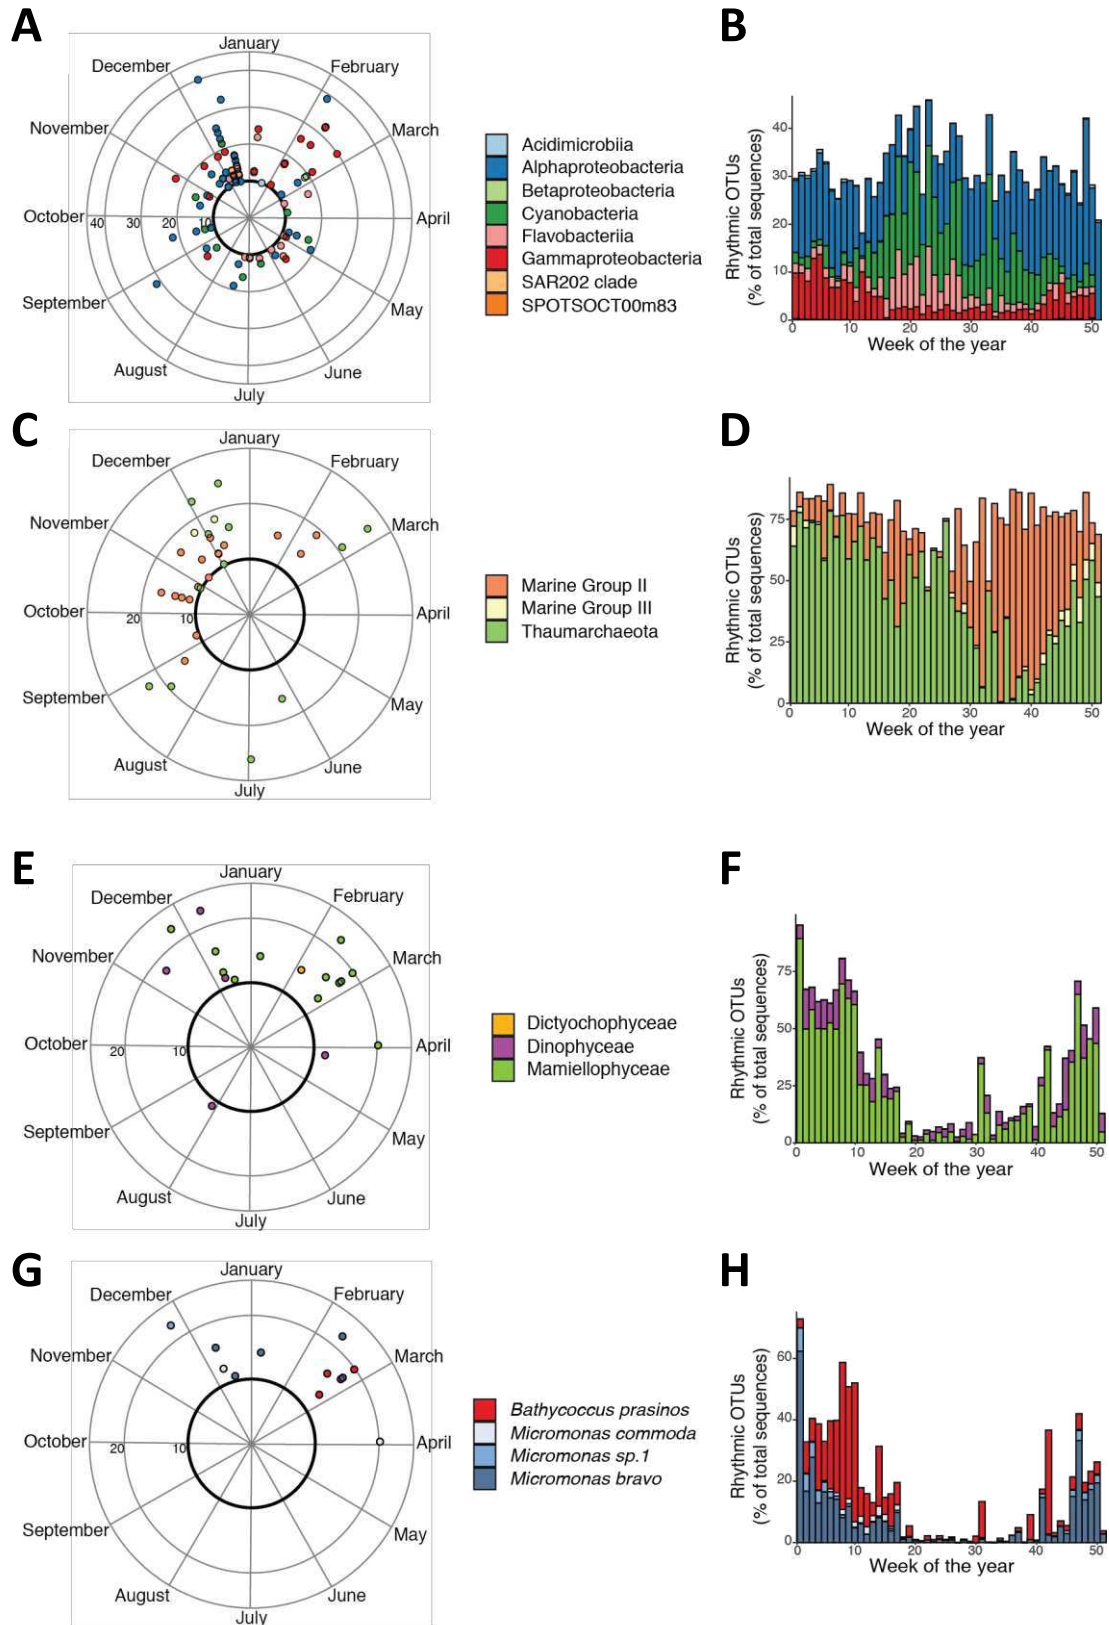 A
January
February
March
April
May
June
July
August
September
October
November
December
40 30 20 10
Acidimicrobiia
Alphaproteobacteria
Betaproteobacteria
Cyanobacteria
Flavobacteriia
Gammaproteobacteria
SAR202 clade
SPOTSOCT00m83
B
Rhythmic OTUs
(% of total sequences)
40
30
20
10
0
0 10 20 30 40 50
Week of the year
C
January
February
March
April
May
June
July
August
September
October
November
December
20 10
Marine Group II
Marine Group III
Thaumarchaeota
D
Rhythmic OTUs
(% of total sequences)
75
50
25
0
0 10 20 30 40 50
Week of the year
E
January
February
March
April
May
June
July
August
September
October
November
December
20 10
Dictyochophyceae
Dinophyceae
Mamiellophyceae
F
Rhythmic OTUs
(% of total sequences)
75
50
25
0
0 10 20 30 40 50
Week of the year
G
January
February
March
April
May
June
July
August
September
October
November
December
20 10
Bathycoccus prasinos
Micromonas commoda
Micromonas sp.1
Micromonas bravo
H
Rhythmic OTUs
(% of total sequences)
60
40
20
0
0 10 20 30 40 50
Week of the year